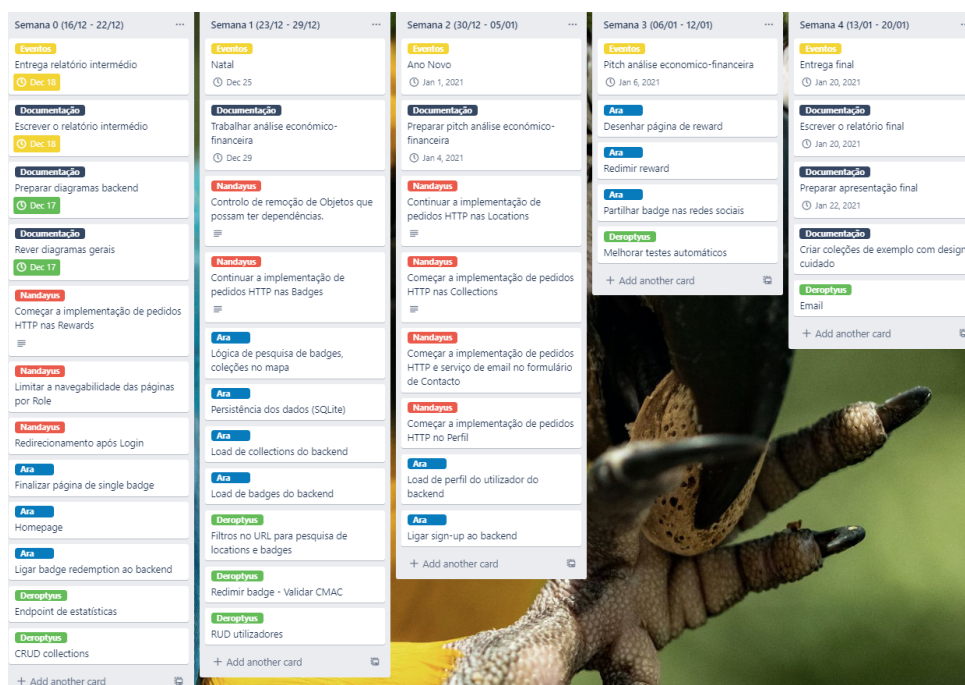 Semana 0 (16/12 - 22/12)
Eventos
Entrega relatório intermédio
Dec 18
Documentação
Escrever o relatório intermédio
Dec 18
Documentação
Preparar diagramas backend
Dec 17
Documentação
Rever diagramas gerais
Dec 17
Nandayus
Começar a implementação de pedidos
HTTP nas Rewards
Nandayus
Limitar a navegabilidade das páginas
por Role
Nandayus
Redirecionamento após Login
Ara
Finalizar página de single badge
Ara
Homepage
Ara
Ligar badge redemption ao backend
Deroptyus
Endpoint de estatísticas
Deroptyus
CRUD collections
+ Add another card
Semana 1 (23/12 - 29/12)
Eventos
Natal
Dec 25
Documentação
Trabalhar análise económico-
financeira
Dec 29
Nandayus
Controlo de remoção de Objetos que
possam ter dependências.
Nandayus
Continuar a implementação de
pedidos HTTP nas Badges
Ara
Lógica de pesquisa de badges,
coleções no mapa
Ara
Persistência dos dados (SQLite)
Ara
Load de collections do backend
Ara
Load de badges do backend
Deroptyus
Filtros no URL para pesquisa de
locations e badges
Deroptyus
Redimir badge - Validar CMAC
Deroptyus
RUD utilizadores
+ Add another card
Semana 2 (30/12 - 05/01)
Eventos
Ano Novo
Jan 1, 2021
Documentação
Preparar pitch análise económico-
financeira
Jan 4, 2021
Nandayus
Continuar a implementação de
pedidos HTTP nas Locations
Nandayus
Começar a implementação de pedidos
HTTP nas Collections
Nandayus
Começar a implementação de pedidos
HTTP e serviço de email no formulário
de Contacto
Nandayus
Começar a implementação de pedidos
HTTP no Perfil
Ara
Load de perfil do utilizador do
backend
Ara
Ligar sign-up ao backend
+ Add another card
Semana 3 (06/01 - 12/01)
Eventos
Pitch análise economico-financeira
Jan 6, 2021
Ara
Desenhar página de reward
Ara
Redimir reward
Ara
Partilhar badge nas redes sociais
Deroptyus
Melhorar testes automáticos
+ Add another card
Semana 4 (13/01 - 20/01)
Eventos
Entrega final
Jan 20, 2021
Documentação
Escrever o relatório final
Jan 20, 2021
Documentação
Preparar apresentação final
Jan 22, 2021
Documentação
Criar coleções de exemplo com design
cuidado
Deroptyus
Email
+ Add another card